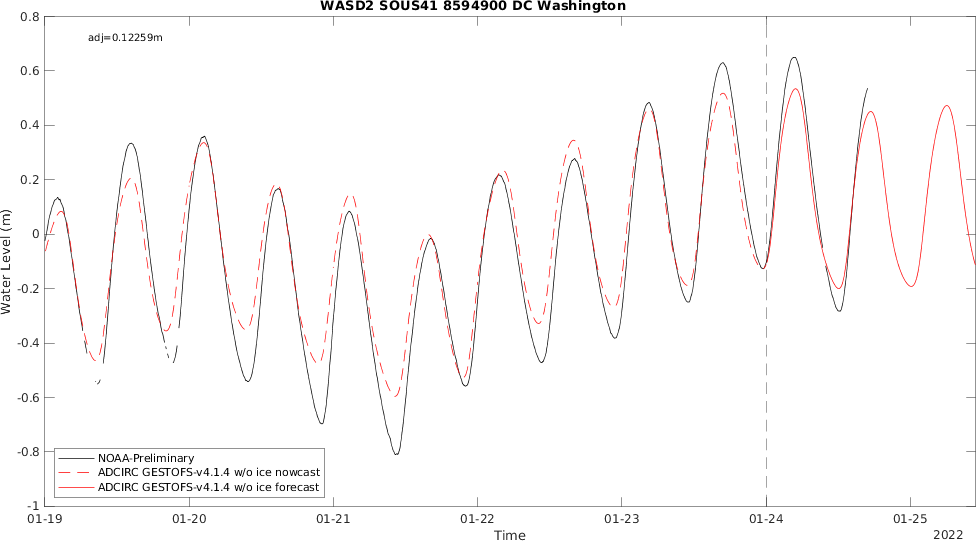 WASD2 SOUS41 8594900 DC Washington
0.8
0.6
0.4
0.2
0
-0.2
-0.4
-0.6
-0.8
-1
Water Level (m)
adj=0.12259m
NOAA-Preliminary
ADCIRC GESTOFS-v4.1.4 w/o ice nowcast
ADCIRC GESTOFS-v4.1.4 w/o ice forecast
01-19 01-20 01-21 01-22 01-23 01-24 01-25
Time
2022